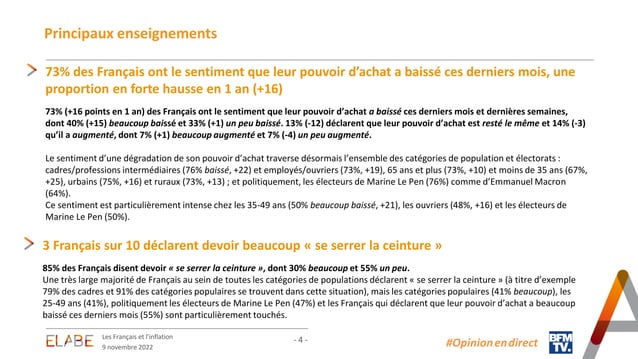 Principaux enseignements
73% des Français ont le sentiment que leur pouvoir d'achat a baissé ces derniers mois, une
proportion en forte hausse en 1 an (+16)
73% (+16 points en 1 an) des Français ont le sentiment que leur pouvoir d'achat a baissé ces derniers mois et dernières semaines,
dont 40% (+15) beaucoup baissé et 33% (+1) un peu baissé. 13% (-12) déclarent que leur pouvoir d'achat est resté le même et 14% (-3)
qu'il a augmenté, dont 7% (+1) beaucoup augmenté et 7% (-4) un peu augmenté.
Le sentiment d'une dégradation de son pouvoir d'achat traverse désormais l'ensemble des catégories de population et électorats :
cadres/professions intermédiaires (76% baissé, +22) et employés/ouvriers (73%, +19), 65 ans et plus (73%, +10) et moins de 35 ans (67%,
+25), urbains (75%, +16) et ruraux (73%, +13) ; et politiquement, les électeurs de Marine Le Pen (76%) comme d'Emmanuel Macron
(64%).
Ce sentiment est particulièrement intense chez les 35-49 ans (50% beaucoup baissé, +21), les ouvriers (48%, +16) et les électeurs de
Marine Le Pen (50%).
3 Français sur 10 déclarent devoir beaucoup « se serrer la ceinture »
85% des Français disent devoir « se serrer la ceinture », dont 30% beaucoup et 55% un peu.
Une très large majorité de Français au sein de toutes les catégories de populations déclarent « se serrer la ceinture » (à titre d'exemple
79% des cadres et 91% des catégories populaires se trouvent dans cette situation), mais les catégories populaires (41% beaucoup), les
25-49 ans (41%), politiquement les électeurs de Marine Le Pen (47%) et les Français qui déclarent que leur pouvoir d'achat a beaucoup
baissé ces derniers mois (55%) sont particulièrement touchés.
ELABE
Les Français et l'inflation
9 novembre 2022
- 4 -
#Opinion en direct
BFM
TV.